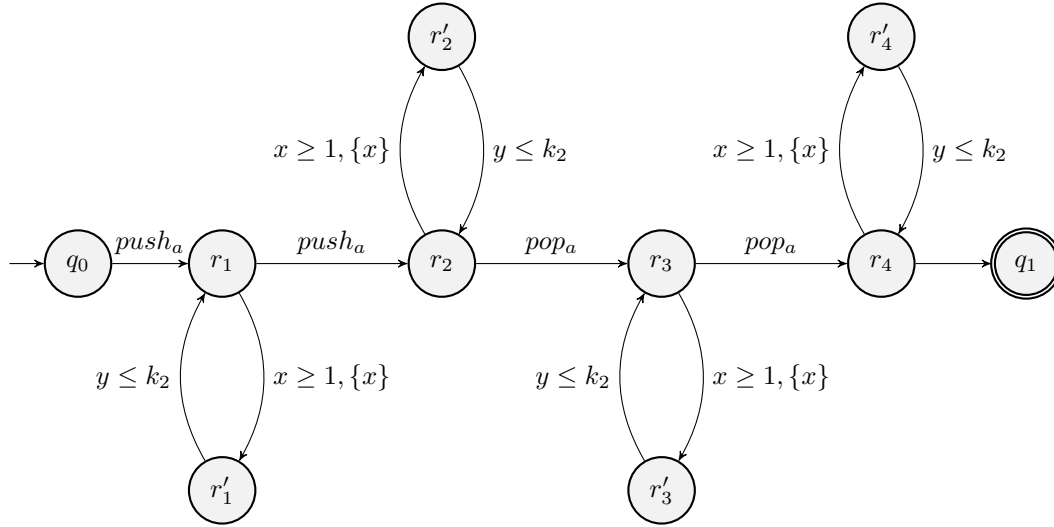 r′₂ r′₄
x ≥ 1, {x} y ≤ k₂ x ≥ 1, {x} y ≤ k₂
q₀ push_a r₁ push_a r₂ pop_a r₃ pop_a r₄ q₁
y ≤ k₂ x ≥ 1, {x} y ≤ k₂ x ≥ 1, {x}
r′₁ r′₃